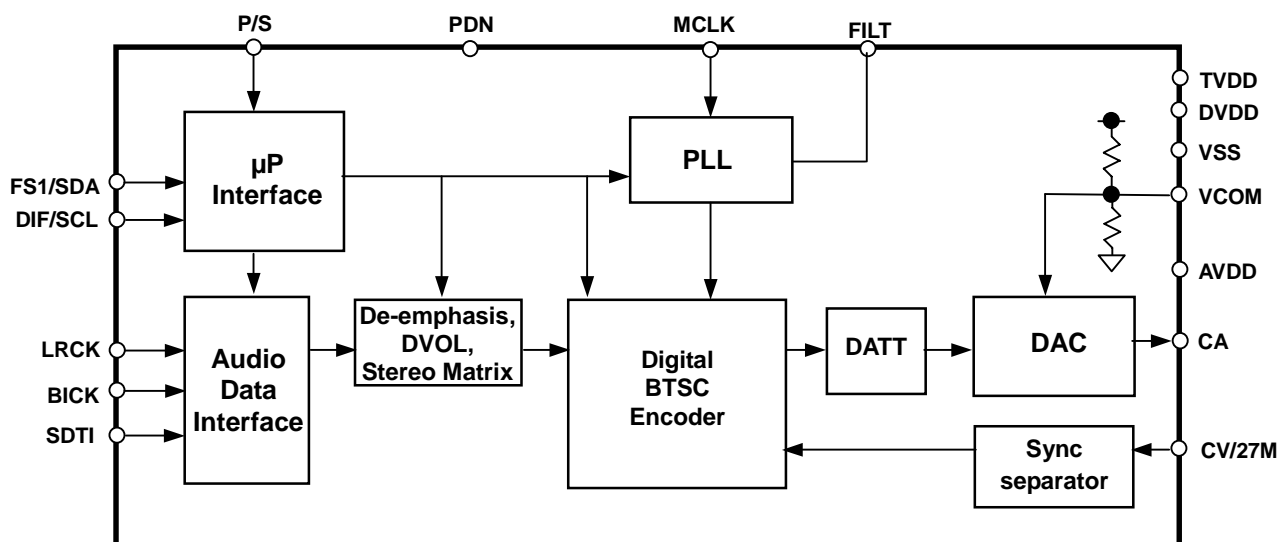 P/S
PDN
MCLK
FILT
TVDD
DVDD
VSS
VCOM
AVDD
CA
CV/27M
FS1/SDA
DIF/SCL
LRCK
BICK
SDTI
µP
Interface
PLL
Audio
Data
Interface
De-emphasis,
DVOL,
Stereo Matrix
Digital
BTSC
Encoder
DATT
DAC
Sync
separator